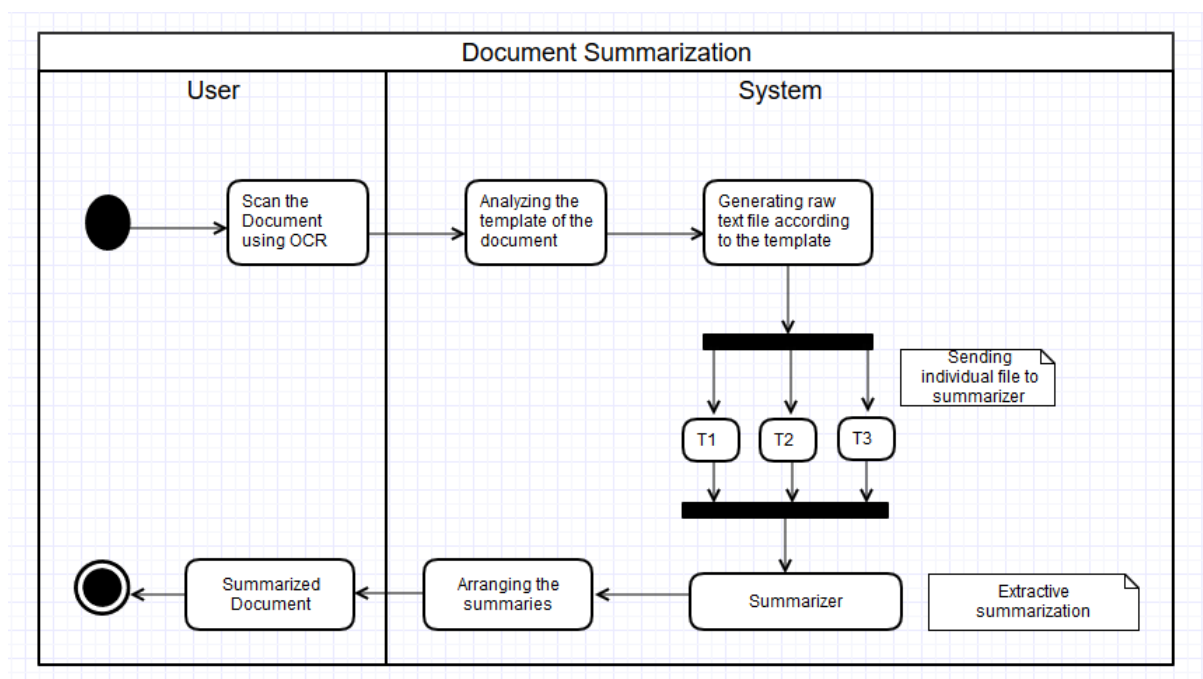 Document Summarization
User
System
Scan the
Document
using OCR
Analyzing the
template of the
document
Generating raw
text file according
to the template
Sending
individual file to
summarizer
T1
T2
T3
Summarized
Document
Arranging the
summaries
Summarizer
Extractive
summarization